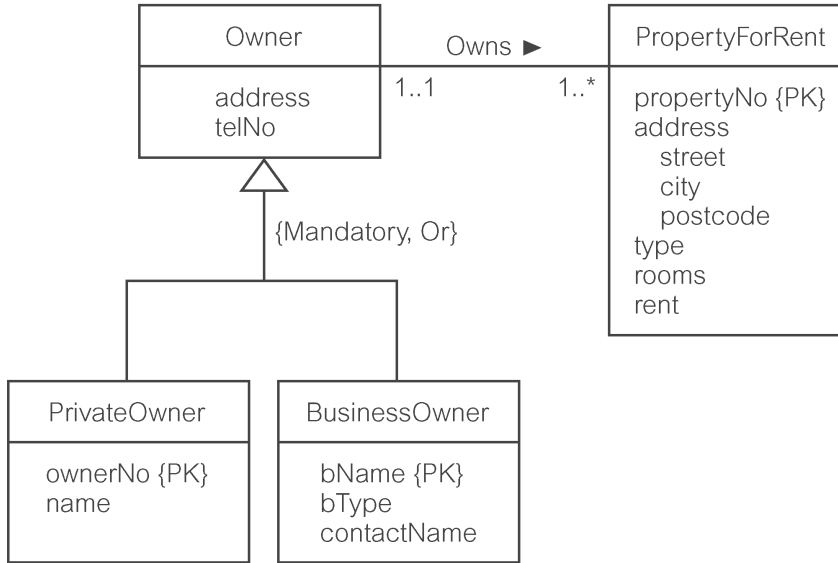 Owner
address
telNo
Owns ►
1..1
1..*
PropertyForRent
propertyNo {PK}
address
street
city
postcode
type
rooms
rent
{Mandatory, Or}
PrivateOwner
ownerNo {PK}
name
BusinessOwner
bName {PK}
bType
contactName